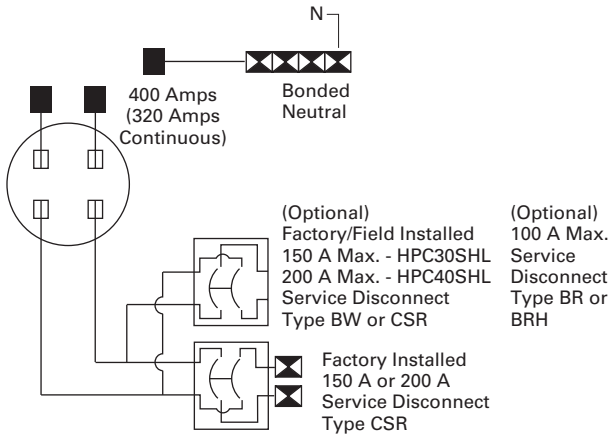 N
400 Amps
(320 Amps
Continuous)
Bonded
Neutral
(Optional)
Factory/Field Installed
150 A Max. - HPC30SHL
200 A Max. - HPC40SHL
Service Disconnect
Type BW or CSR
(Optional)
100 A Max.
Service
Disconnect
Type BR or
BRH
Factory Installed
150 A or 200 A
Service Disconnect
Type CSR